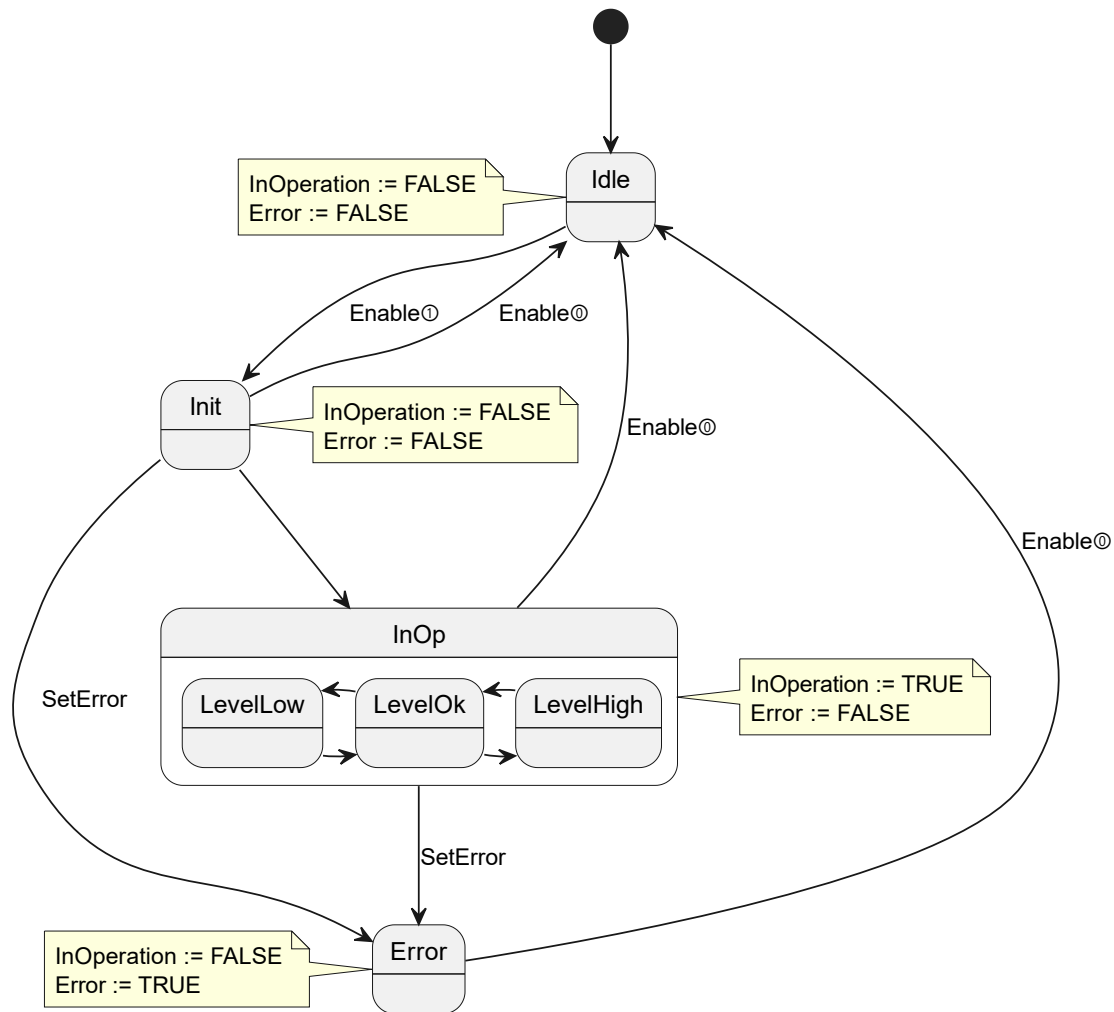 Idle
InOperation := FALSE
Error := FALSE
Enable⓪
Enable①
Init
InOperation := FALSE
Error := FALSE
Enable⓪
Enable⓪
InOp
LevelLow
LevelOk
LevelHigh
InOperation := TRUE
Error := FALSE
SetError
SetError
Error
InOperation := FALSE
Error := TRUE